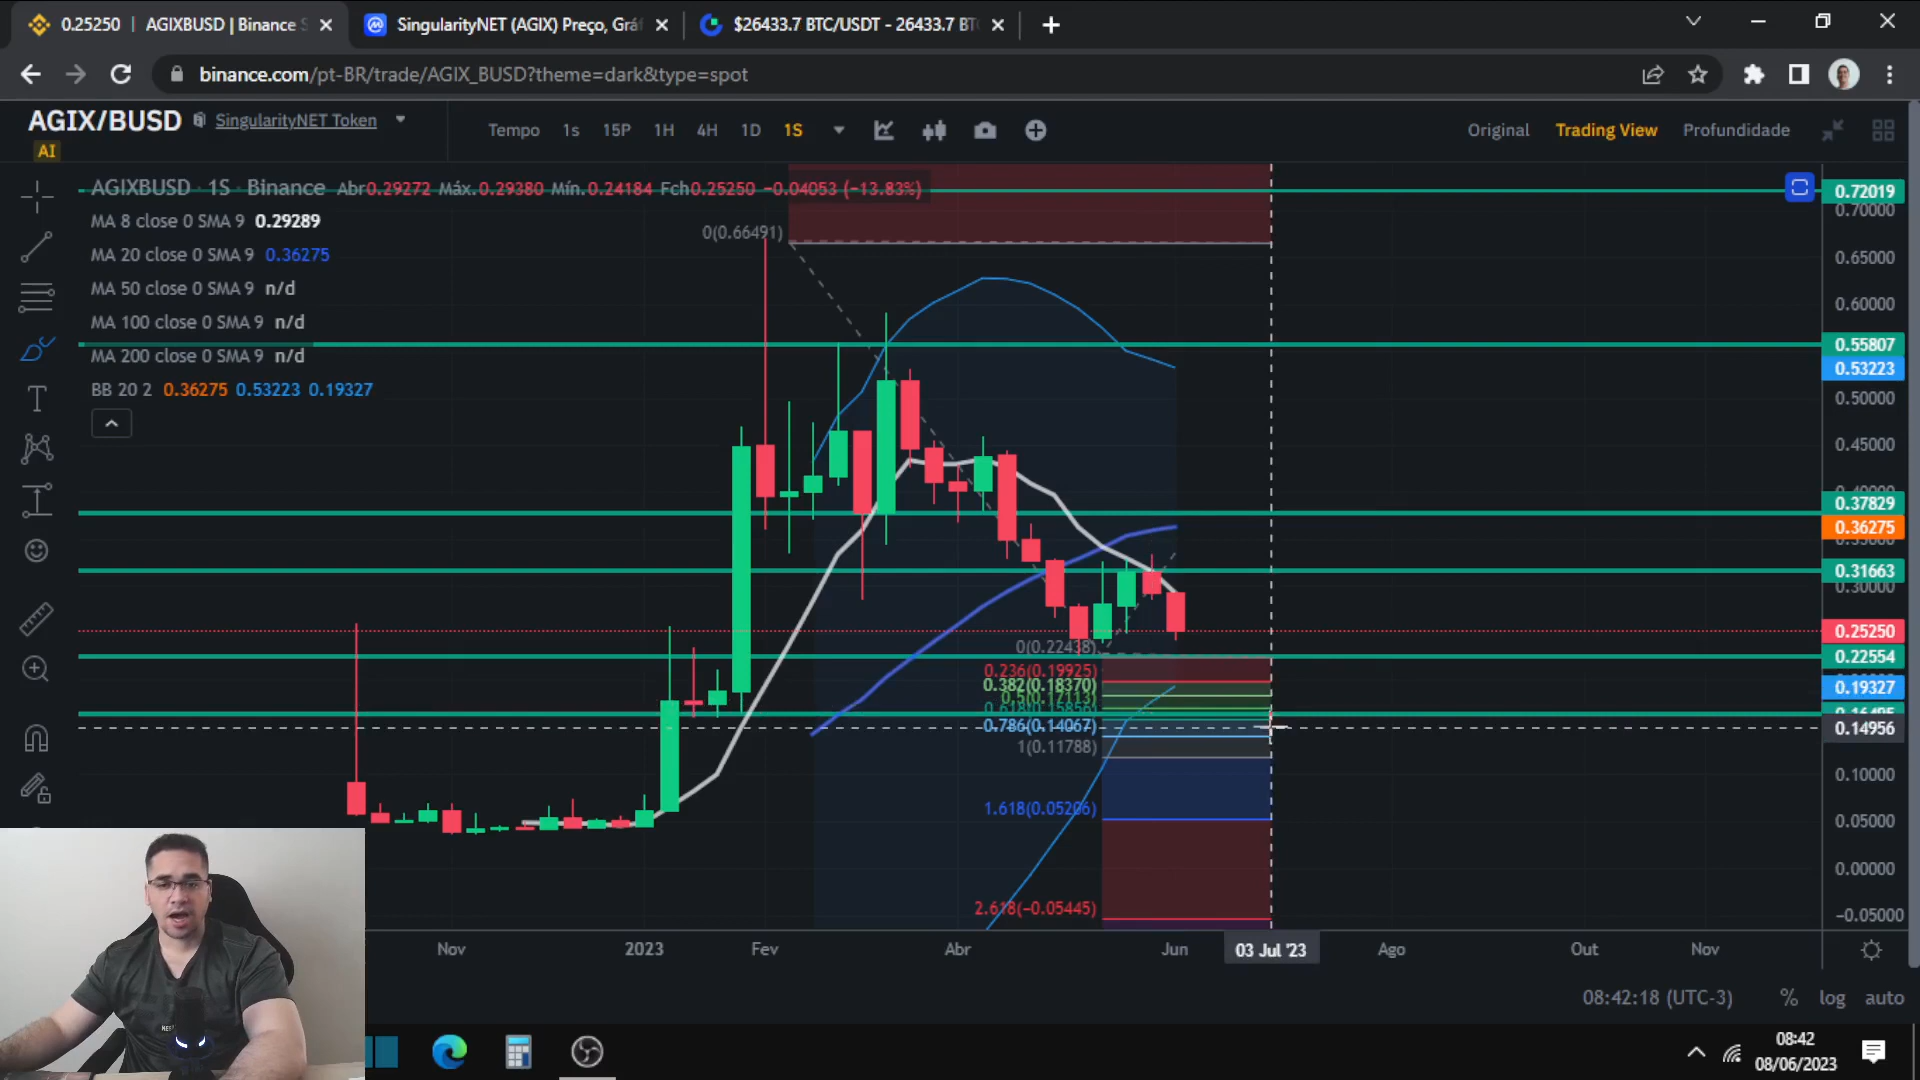 0.25250 | AGIXBUSD | Binance S
SingularityNET (AGIX) Preço, Grá
$26433.7 BTC/USDT - 26433.7 BT
binance.com/pt-BR/trade/AGIX_BUSD?theme=dark&type=spot
AGIX/BUSD
SingularityNET Token
AI
Tempo 1s 15P 1H 4H 1D 1S
Original Trading View Profundidade
AGIXBUSD · 1S · Binance Abr0.29272 Máx.0.29380 Mín.0.24184 Fch0.25250 −0.04053 (−13.83%)
MA 8 close 0 SMA 9 0.29289
MA 20 close 0 SMA 9 0.36275
MA 50 close 0 SMA 9 n/d
MA 100 close 0 SMA 9 n/d
MA 200 close 0 SMA 9 n/d
BB 20 2 0.36275 0.53223 0.19327
0(0.66491)
0(0.22438)
0.236(0.19925)
0.382(0.18370)
0.5(0.17113)
0.618(0.15856)
0.786(0.14067)
1(0.11788)
1.618(0.05206)
2.618(−0.05445)
0.72019
0.70000
0.65000
0.60000
0.55807
0.53223
0.50000
0.45000
0.37829
0.36275
0.31663
0.30000
0.25250
0.22554
0.19327
0.14956
0.10000
0.05000
0.00000
−0.05000
Nov 2023 Fev Abr Jun 03 Jul '23 Ago Out Nov
08:42:18 (UTC-3) % log auto
08:42
08/06/2023